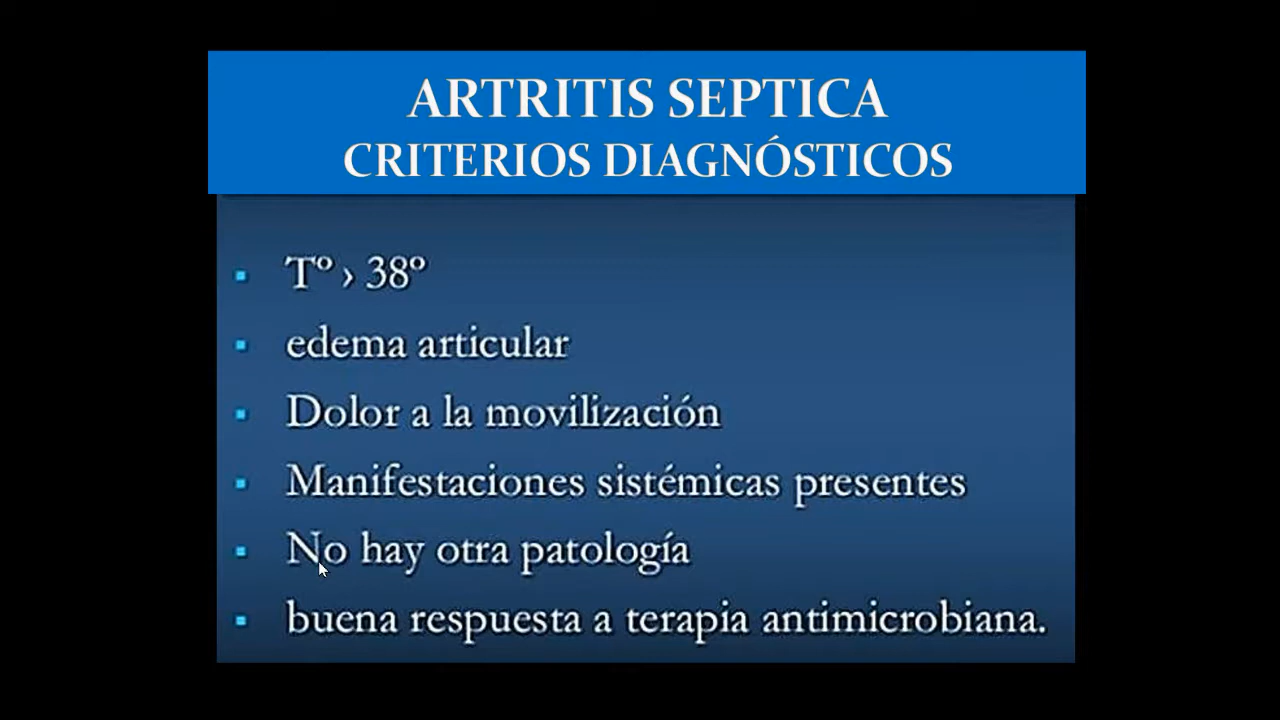 ARTRITIS SEPTICA
CRITERIOS DIAGNÓSTICOS
▪ Tº › 38º
▪ edema articular
▪ Dolor a la movilización
▪ Manifestaciones sistémicas presentes
▪ No hay otra patología
▪ buena respuesta a terapia antimicrobiana.